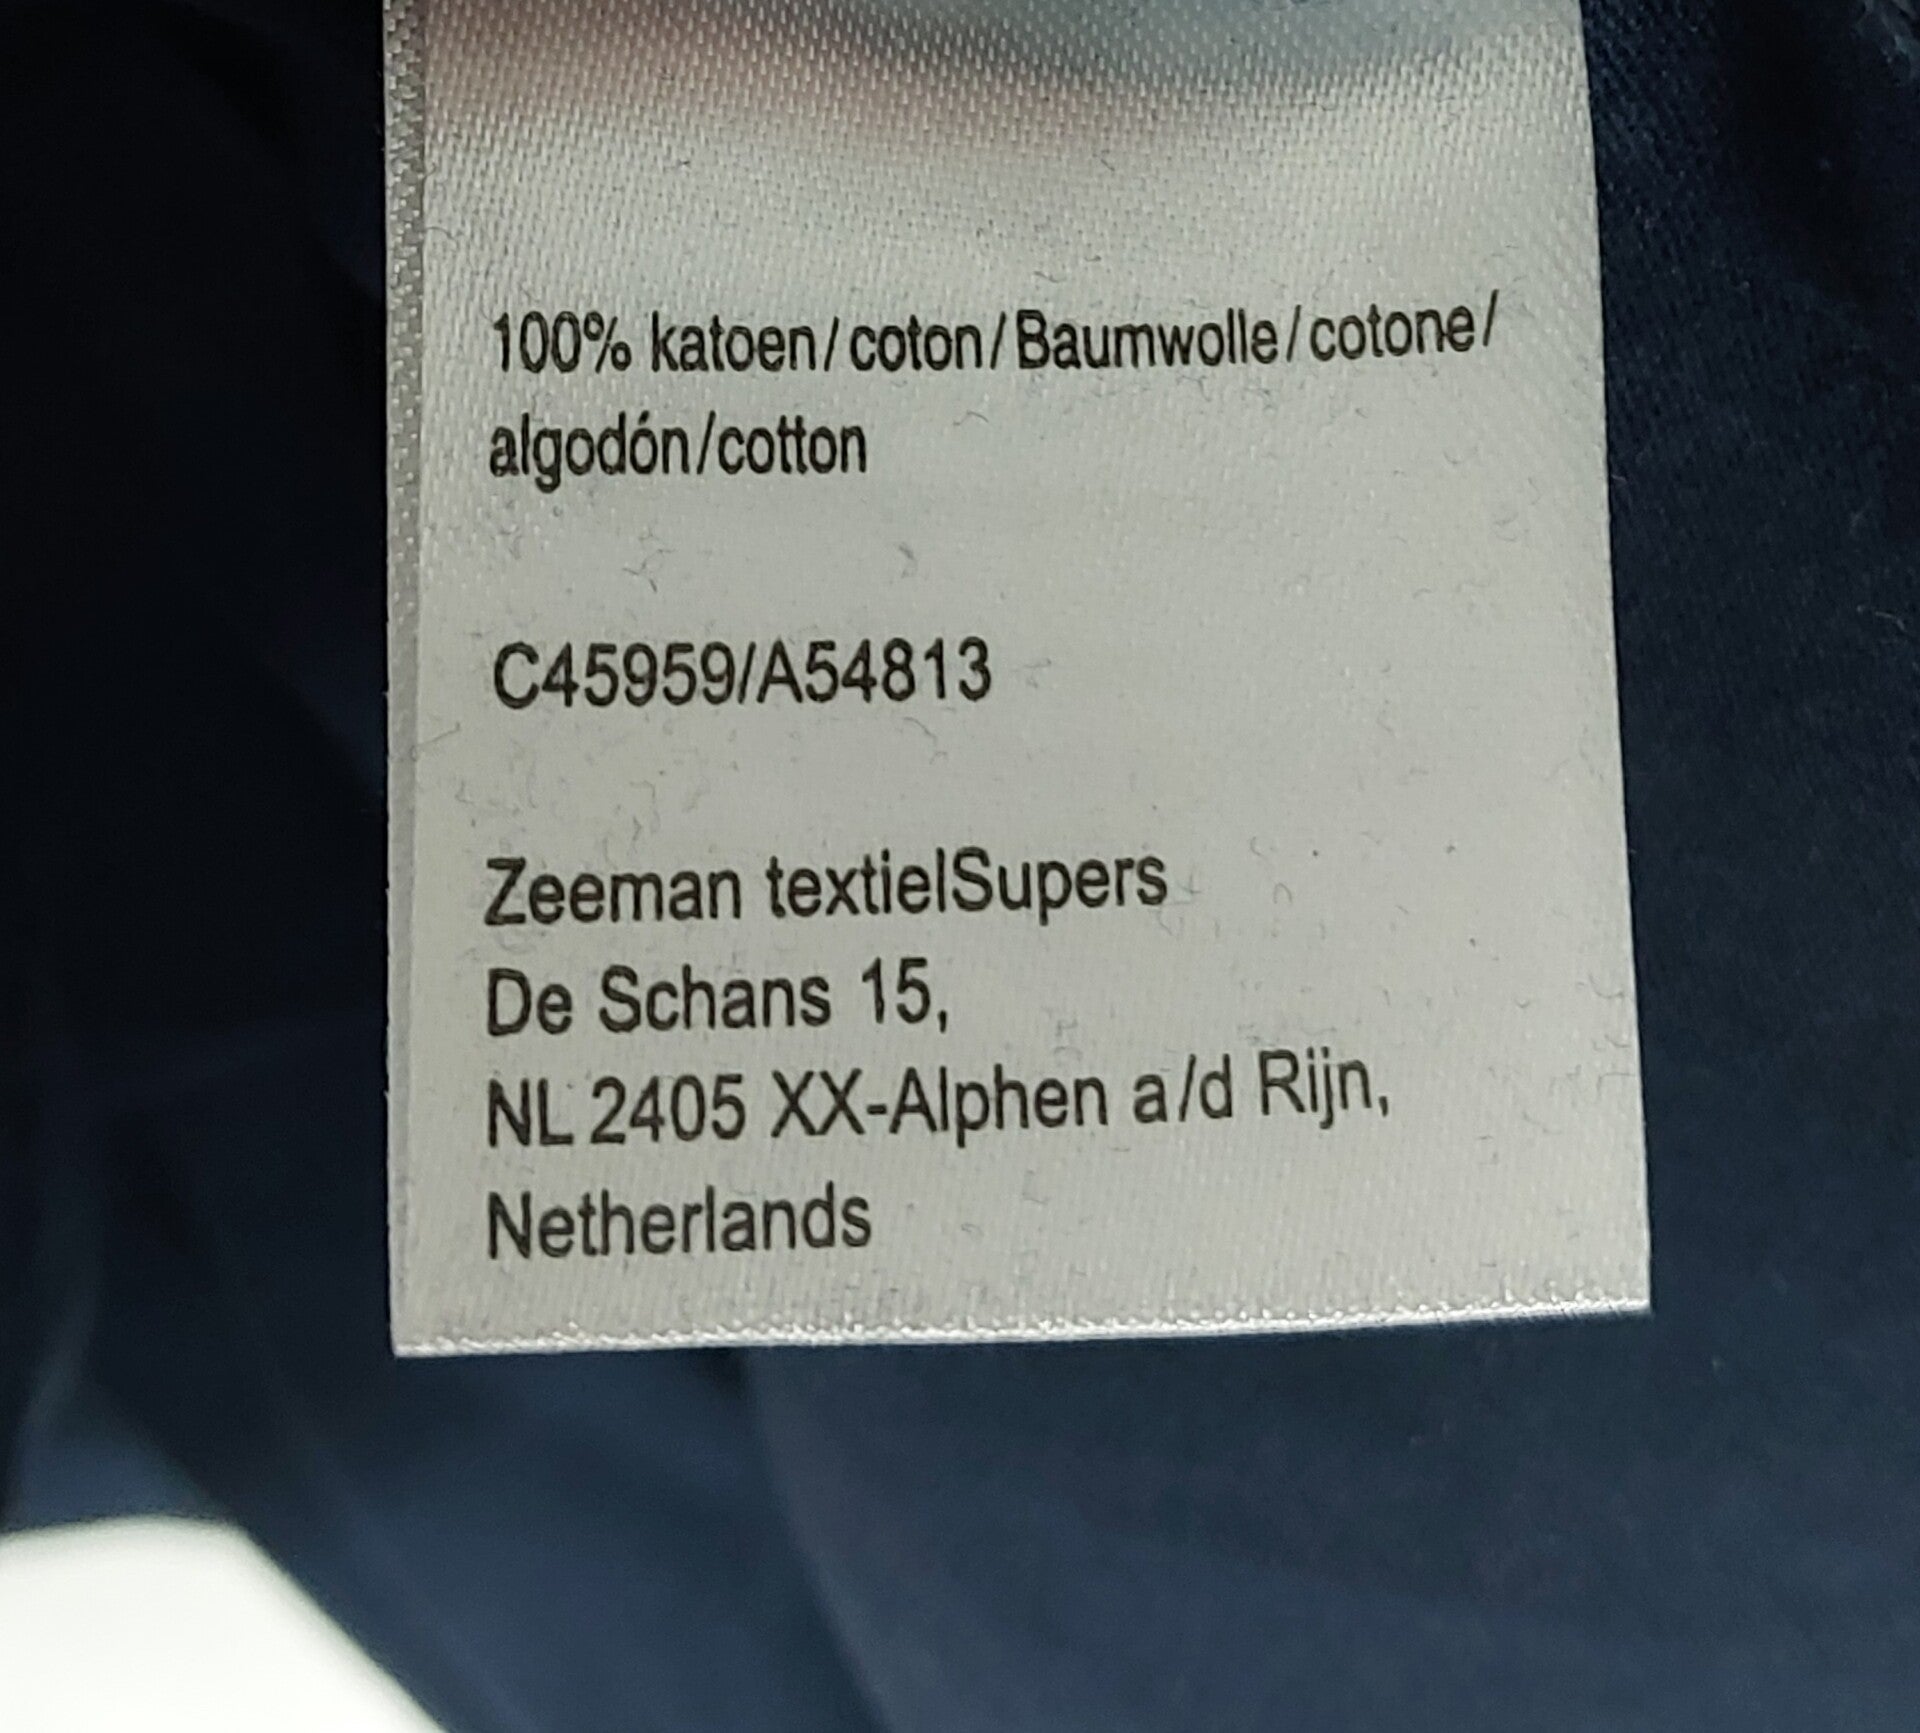 100% katoen/coton/Baumwolle/cotone/
algodón/cotton
C45959/A54813
Zeeman textielSupers
De Schans 15,
NL 2405 XX-Alphen a/d Rijn,
Netherlands